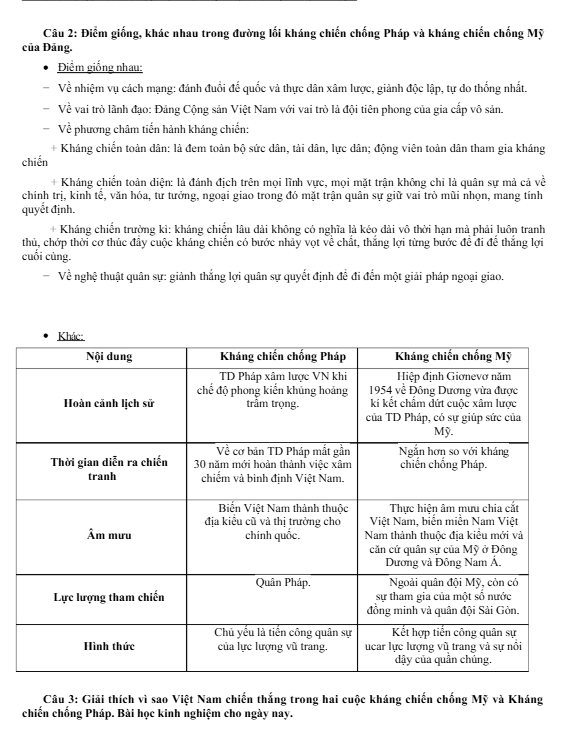 Câu 2: Điểm giống, khác nhau trong đường lối kháng chiến chống Pháp và kháng chiến chống Mỹ
của Đảng.
• Điểm giống nhau:
− Về nhiệm vụ cách mạng: đánh đuổi đế quốc và thực dân xâm lược, giành độc lập, tự do thống nhất.
− Về vai trò lãnh đạo: Đảng Cộng sản Việt Nam với vai trò là đội tiên phong của gia cấp vô sản.
− Về phương châm tiến hành kháng chiến:
+ Kháng chiến toàn dân: là đem toàn bộ sức dân, tài dân, lực dân; động viên toàn dân tham gia kháng
chiến
+ Kháng chiến toàn diện: là đánh địch trên mọi lĩnh vực, mọi mặt trận không chỉ là quân sự mà cả về
chính trị, kinh tế, văn hóa, tư tưởng, ngoại giao trong đó mặt trận quân sự giữ vai trò mũi nhọn, mang tính
quyết định.
+ Kháng chiến trường kì: kháng chiến lâu dài không có nghĩa là kéo dài vô thời hạn mà phải luôn tranh
thủ, chớp thời cơ thúc đẩy cuộc kháng chiến có bước nhảy vọt về chất, thắng lợi từng bước để đi đế thắng lợi
cuối cùng.
− Về nghệ thuật quân sự: giành thắng lợi quân sự quyết định để đi đến một giải pháp ngoại giao.
• Khác:
Nội dung
Kháng chiến chống Pháp
Kháng chiến chống Mỹ
Hoàn cảnh lịch sử
TD Pháp xâm lược VN khi
chế độ phong kiến khủng hoảng
trầm trọng.
Hiệp định Giơnevơ năm
1954 về Đông Dương vừa được
kí kết chấm dứt cuộc xâm lược
của TD Pháp, có sự giúp sức của
Mỹ.
Thời gian diễn ra chiến
tranh
Về cơ bản TD Pháp mất gần
30 năm mới hoàn thành việc xâm
chiếm và bình định Việt Nam.
Ngắn hơn so với kháng
chiến chống Pháp.
Âm mưu
Biến Việt Nam thành thuộc
địa kiểu cũ và thị trường cho
chính quốc.
Thực hiện âm mưu chia cắt
Việt Nam, biến miền Nam Việt
Nam thành thuộc địa kiểu mới và
căn cứ quân sự của Mỹ ở Đông
Dương và Đông Nam Á.
Lực lượng tham chiến
Quân Pháp.
Ngoài quân đội Mỹ, còn có
sự tham gia của một số nước
đồng minh và quân đội Sài Gòn.
Hình thức
Chủ yếu là tiến công quân sự
của lực lượng vũ trang.
Kết hợp tiến công quân sự
ucar lực lượng vũ trang và sự nổi
dậy của quần chúng.
Câu 3: Giải thích vì sao Việt Nam chiến thắng trong hai cuộc kháng chiến chống Mỹ và Kháng
chiến chống Pháp. Bài học kinh nghiệm cho ngày nay.